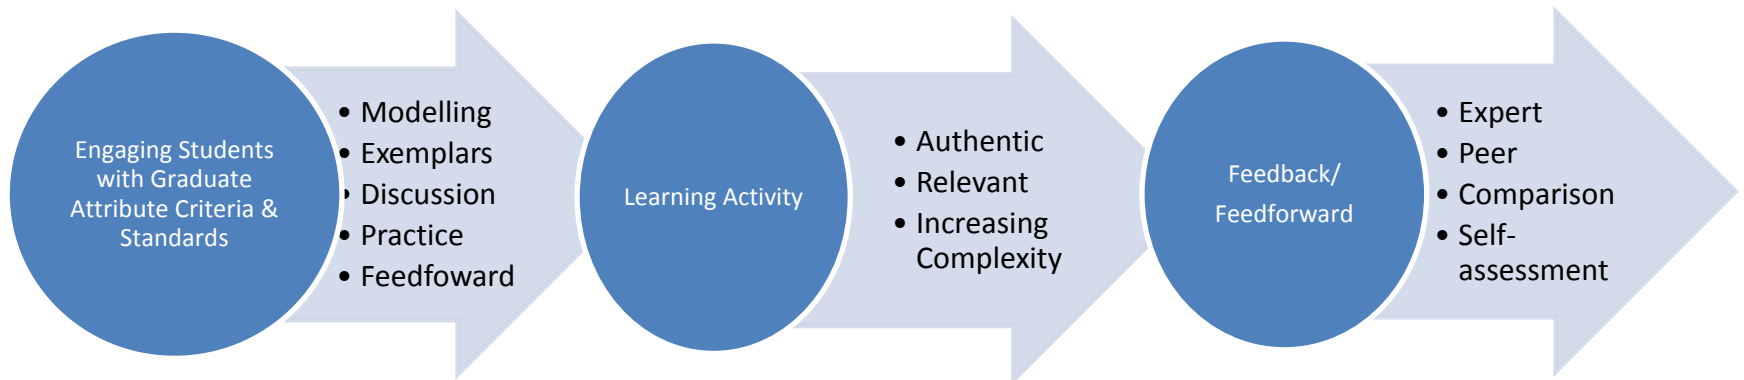 Engaging Students
with Graduate
Attribute Criteria &
Standards
• Modelling
• Exemplars
• Discussion
• Practice
• Feedfoward
Learning Activity
• Authentic
• Relevant
• Increasing
Complexity
Feedback/
Feedforward
• Expert
• Peer
• Comparison
• Self-
assessment